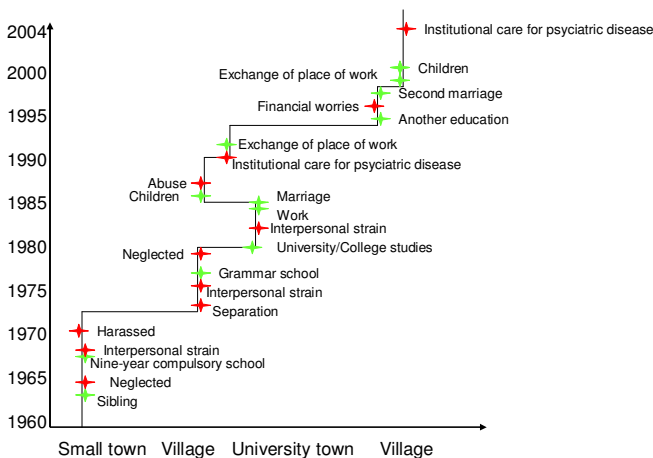 2004
Institutional care for psyciatric disease
2000
Exchange of place of work
Children
Second marriage
Financial worries
1995
Another education
Exchange of place of work
1990
Institutional care for psyciatric disease
Abuse
1985
Children
Marriage
Work
Interpersonal strain
1980
Neglected
University/College studies
Grammar school
1975
Interpersonal strain
Separation
1970
Harassed
Interpersonal strain
Nine-year compulsory school
1965
Neglected
Sibling
1960
Small town Village University town Village